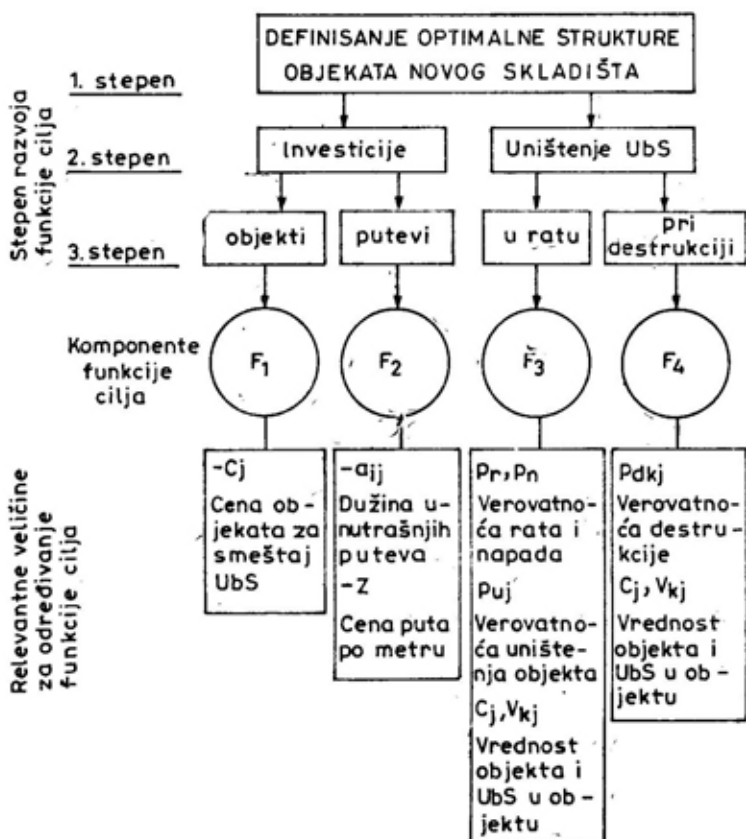 DEFINISANJE OPTIMALNE STRUKTURE
OBJEKATA NOVOG SKLADIŠTA
1. stepen
Stepen razvoja
funkcije cilja
2. stepen
Investicije
Uništenje UbS
3. stepen
objekti
putevi
u ratu
pri
destrukciji
Komponente
funkcije
cilja
F1
F2
F3
F4
Relevantne veličine
za određivanje
funkcije cilja
-Cj
Cena ob-
jekata za
smeštaj
UbS
-aij
Dužina u-
nutrašnjih
puteva
-Z
Cena puta
po metru
Pr, Pn
Verovatno-
ća rata i
napada
Puj
Verovatno-
ća unište-
nja objekta
Cj, Vkj
Vrednost
objekta i
UbS u ob-
jektu
Pdkj
Verovatno-
ća destru-
kcije
Cj, Vkj
Vrednost
objekta i
UbS u ob-
jektu